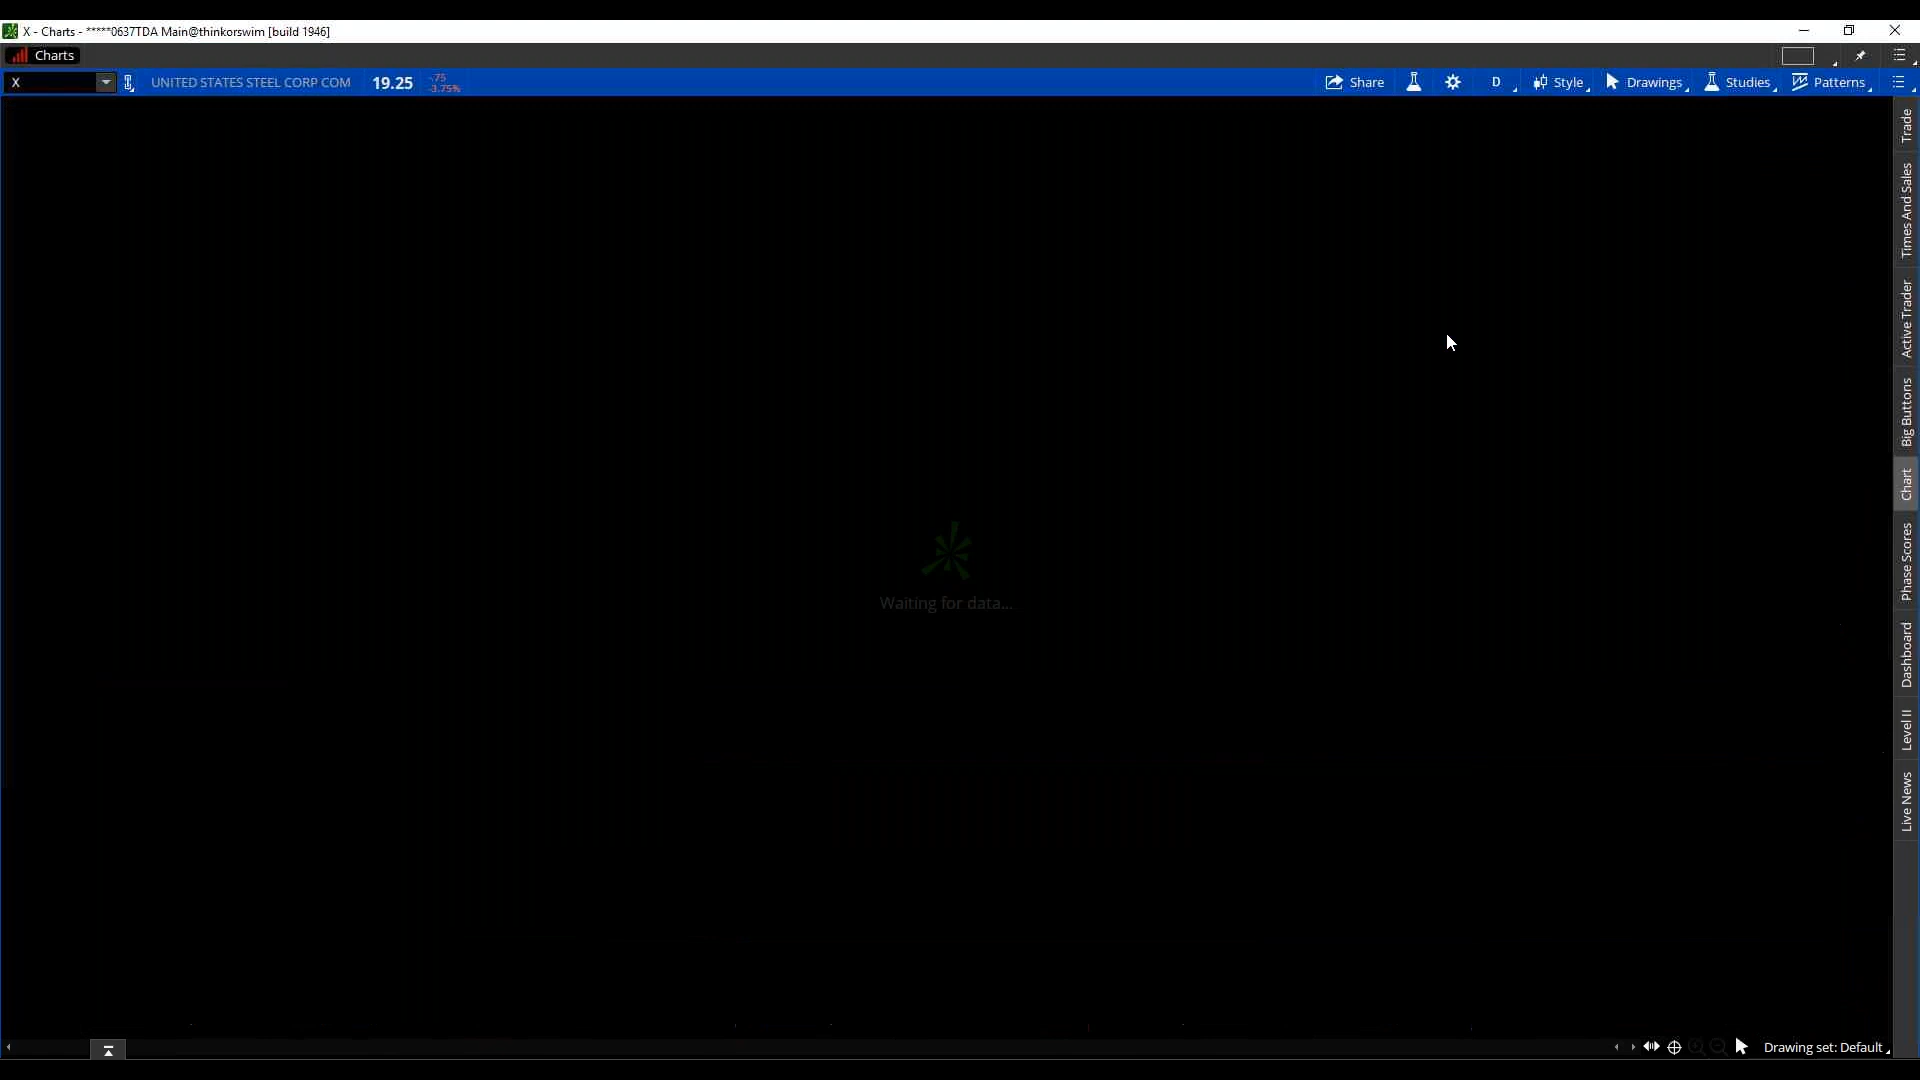 X - Charts - *****0637TDA Main@thinkorswim [build 1946]
Charts
X UNITED STATES STEEL CORP COM 19.25 -.75 -3.75% Share D Style Drawings Studies Patterns
Trade
Times And Sales
Active Trader
Big Buttons
Chart
Phase Scores
Dashboard
Level II
Live News
Waiting for data...
Drawing set: Default